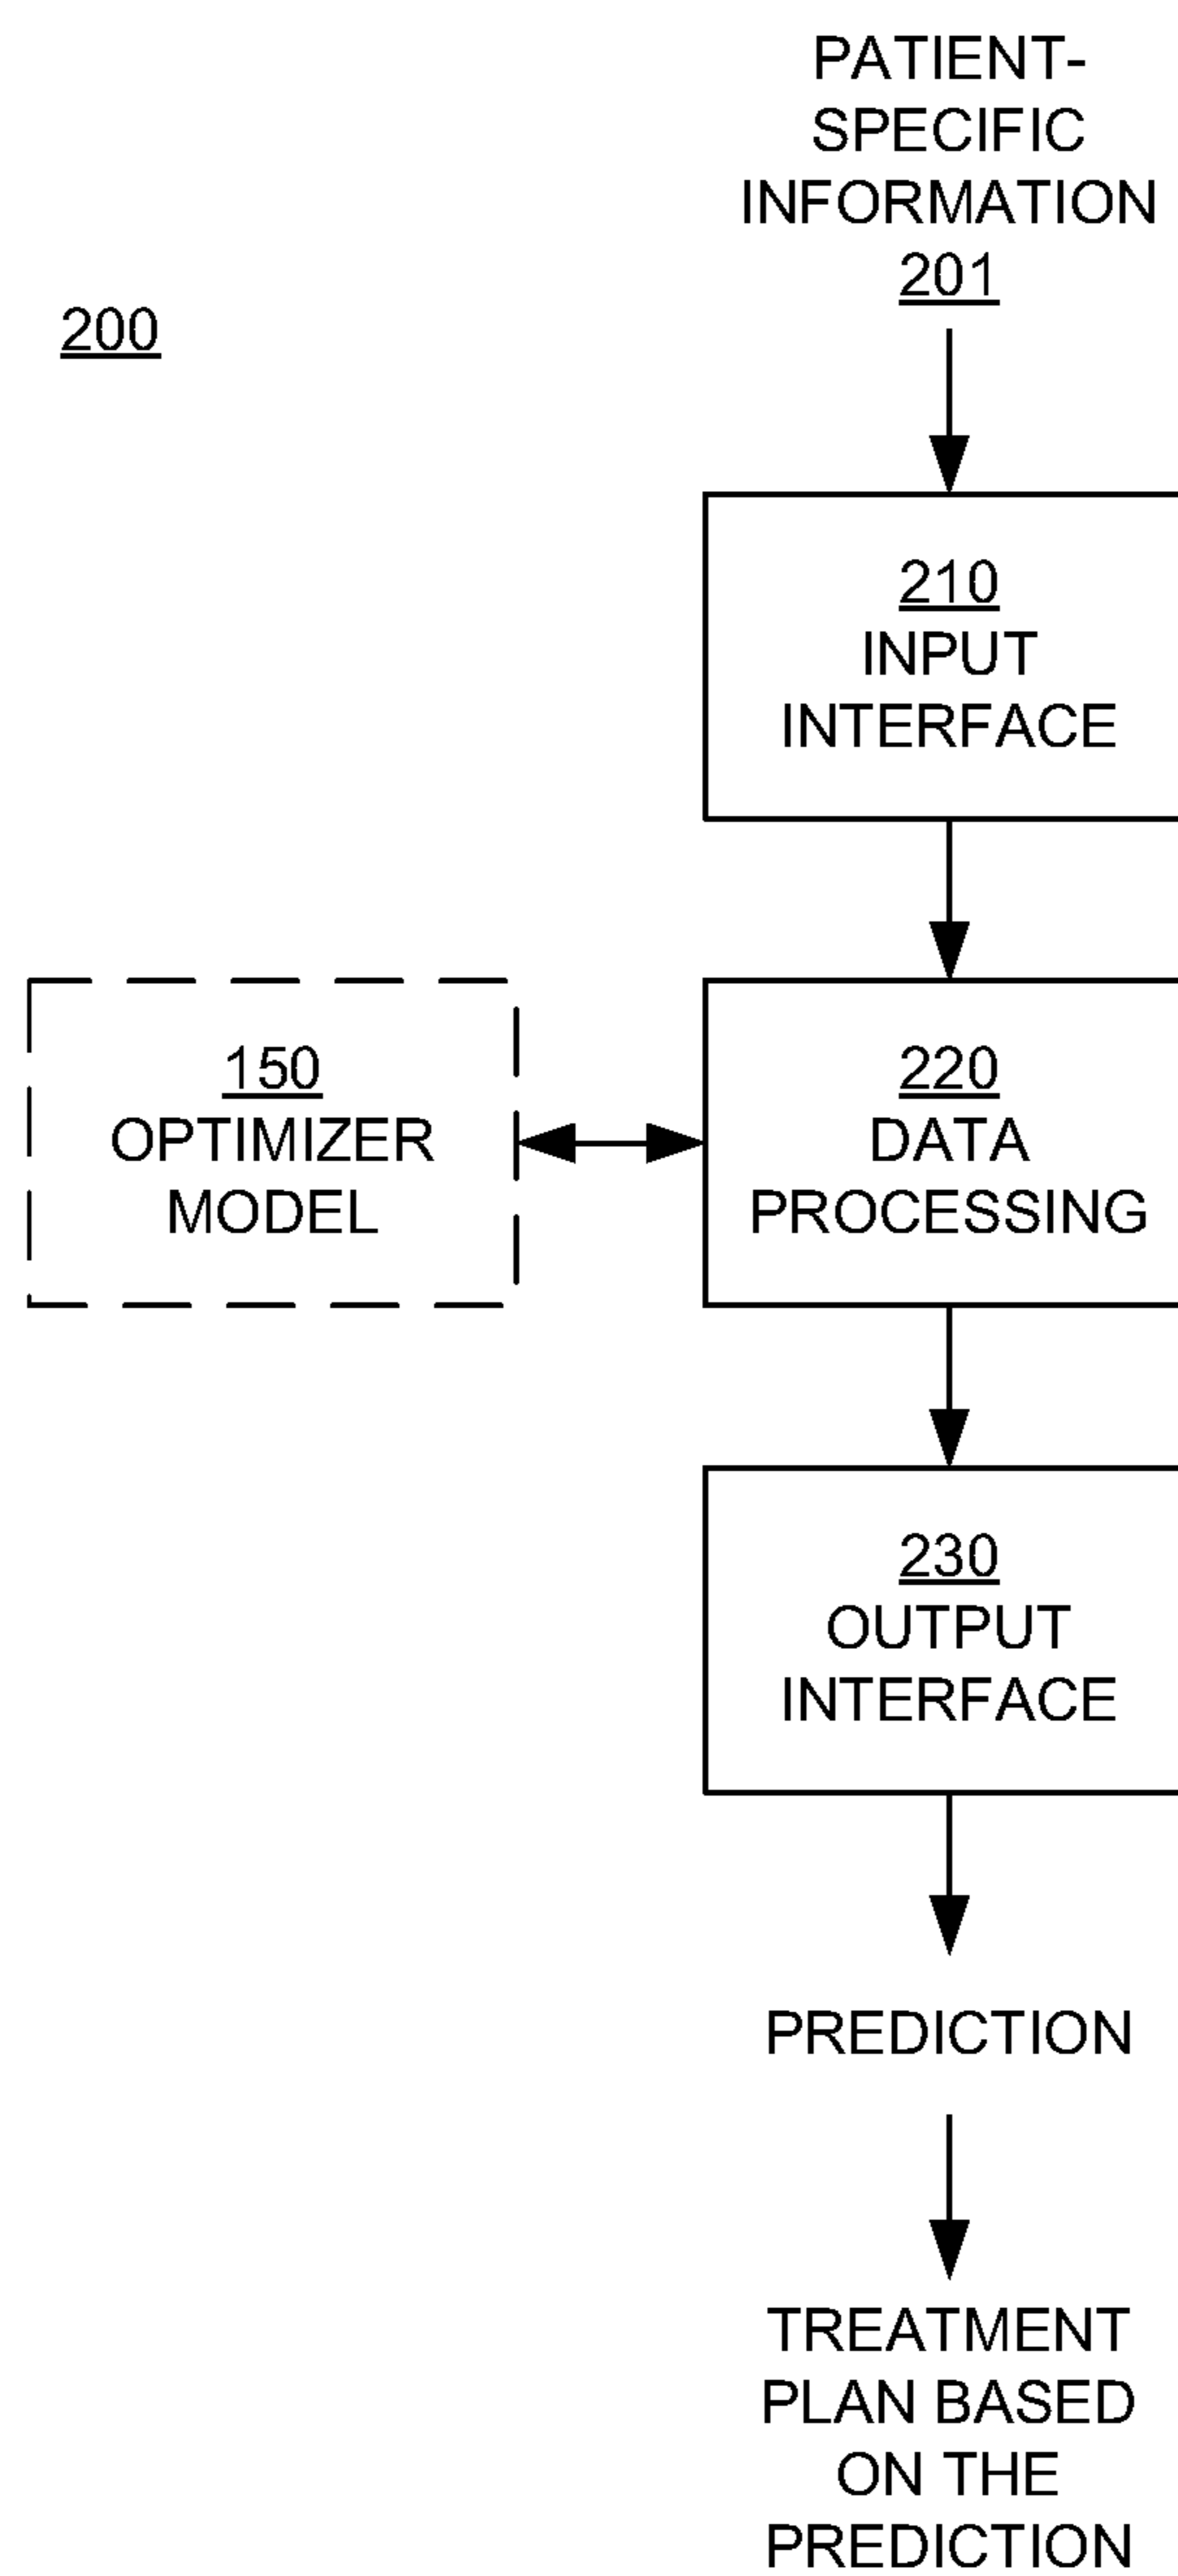 PATIENT-
SPECIFIC
INFORMATION
201
200
210
INPUT
INTERFACE
150
OPTIMIZER
MODEL
220
DATA
PROCESSING
230
OUTPUT
INTERFACE
PREDICTION
TREATMENT
PLAN BASED
ON THE
PREDICTION